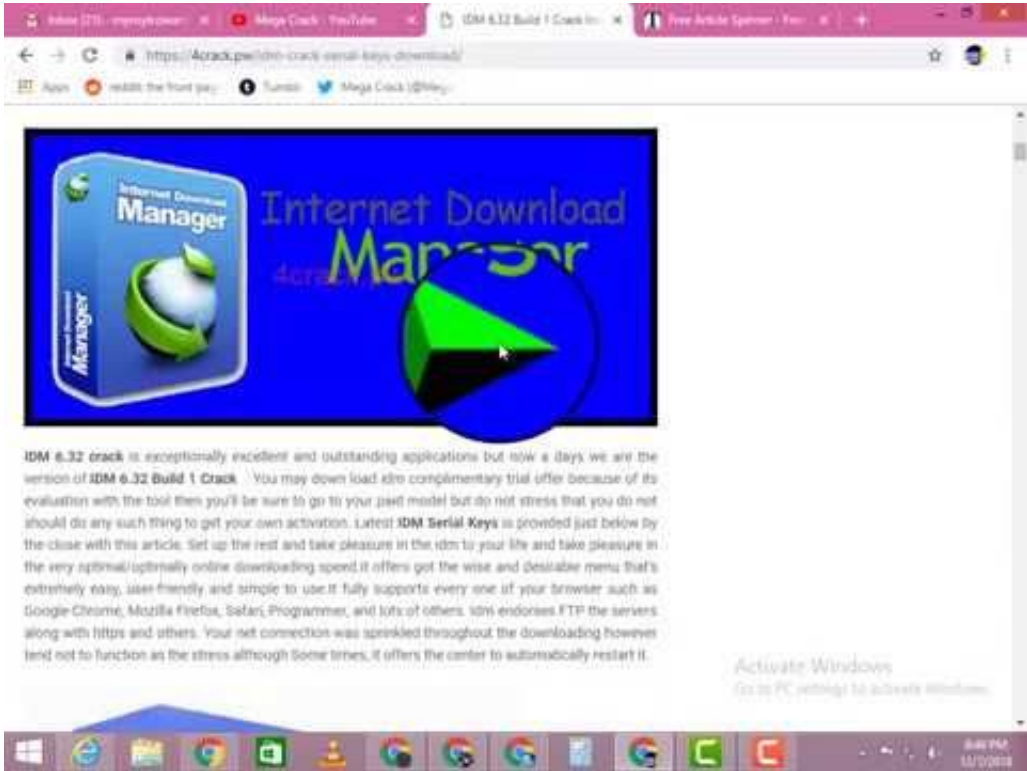 Mega Crack - YouTube
IDM 6.32 Build 1 Crack
Free Article Spinner
https://4crack.pw/idm-crack-serial-keys-download/
Apps
reddit: the front
Tumblr
Mega Crack
Internet Download
Manager
Internet Download
Manager
Internet Download
IDM 6.32 crack is exceptionally excellent and outstanding applications but now a days we are the
version of IDM 6.32 Build 1 Crack You may down load idm complimentary trial offer because of its
evaluation with the tool then you'll be sure to go to your paid model but do not stress that you do not
should do any such thing to get your own activation. Latest IDM Serial Keys is provided just below by
the close with this article. Set up the rest and take pleasure in the idm to your life and take pleasure in
the very optimal/optimally online downloading speed.it offers got the wise and desirable menu that's
extremely easy, user-friendly and simple to use.It fully supports every one of your browser such as
Google Chrome, Mozilla Firefox, Safari, Programmer, and lots of others. Idm endorses FTP the servers
along with https and others. Your net connection was sprinkled throughout the downloading however
tend not to function as the stress although Some times, it offers the center to automatically restart it.
Activate Windows
Go to PC settings to activate Windows.